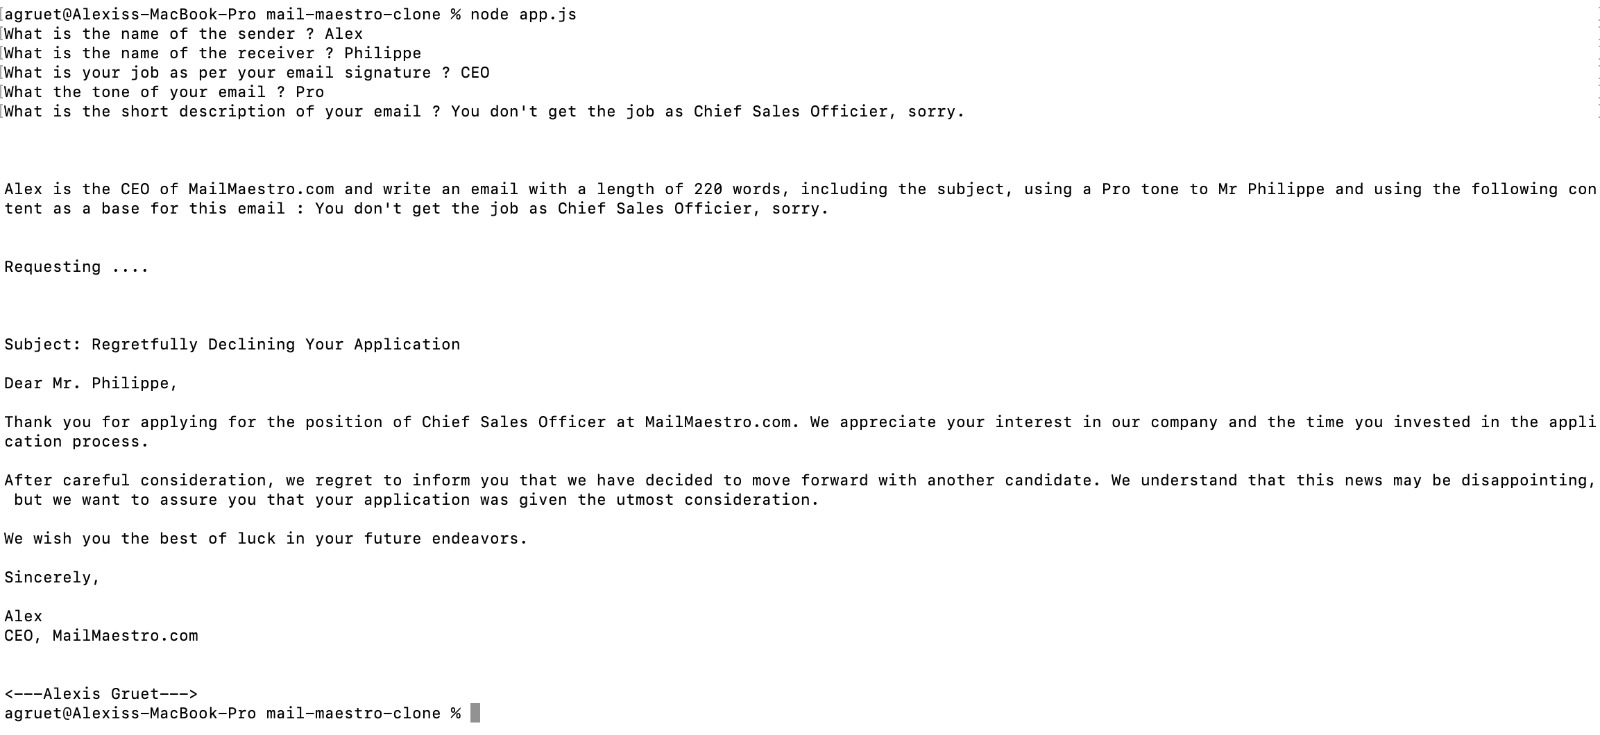 [agruet@Alexiss-MacBook-Pro mail-maestro-clone % node app.js
[What is the name of the sender ? Alex
[What is the name of the receiver ? Philippe
[What is your job as per your email signature ? CEO
[What the tone of your email ? Pro
[What is the short description of your email ? You don't get the job as Chief Sales Officier, sorry.
Alex is the CEO of MailMaestro.com and write an email with a length of 220 words, including the subject, using a Pro tone to Mr Philippe and using the following con
tent as a base for this email : You don't get the job as Chief Sales Officier, sorry.
Requesting ....
Subject: Regretfully Declining Your Application
Dear Mr. Philippe,
Thank you for applying for the position of Chief Sales Officer at MailMaestro.com. We appreciate your interest in our company and the time you invested in the appli
cation process.
After careful consideration, we regret to inform you that we have decided to move forward with another candidate. We understand that this news may be disappointing,
but we want to assure you that your application was given the utmost consideration.
We wish you the best of luck in your future endeavors.
Sincerely,
Alex
CEO, MailMaestro.com
<---Alexis Gruet--->
agruet@Alexiss-MacBook-Pro mail-maestro-clone %